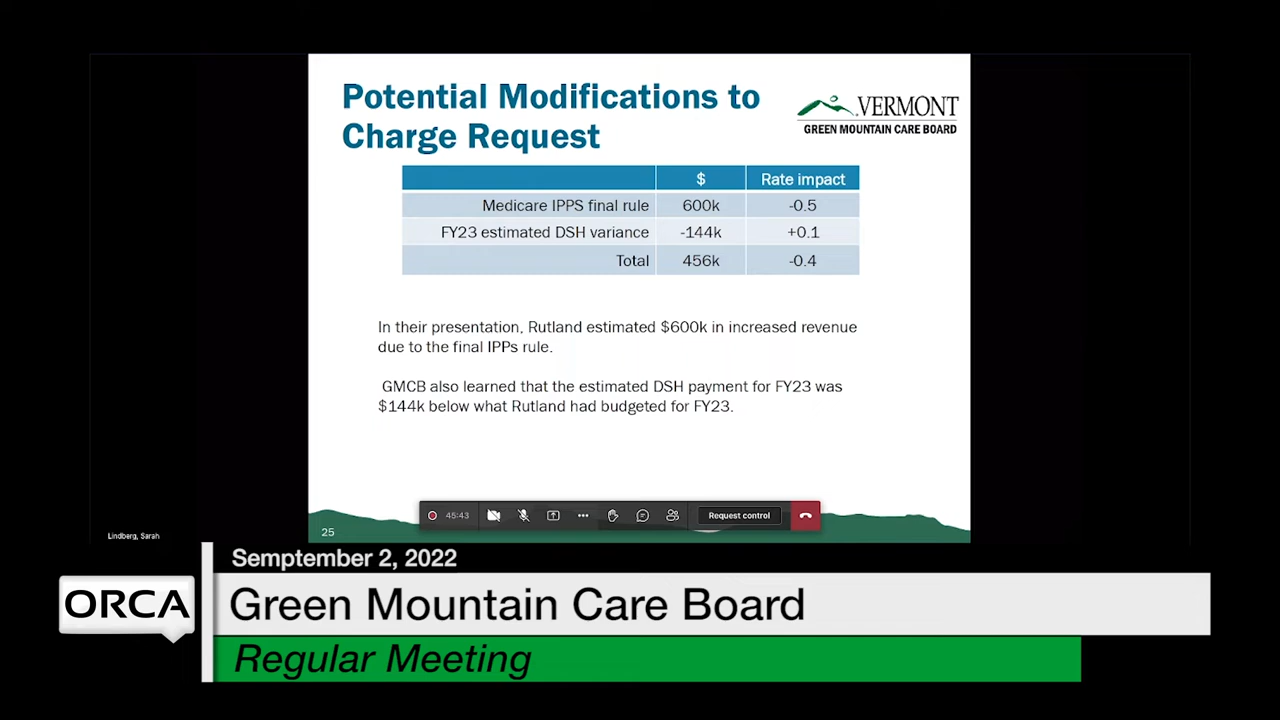 Potential Modifications to
Charge Request
VERMONT
GREEN MOUNTAIN CARE BOARD
$ Rate impact
Medicare IPPS final rule 600k -0.5
FY23 estimated DSH variance -144k +0.1
Total 456k -0.4
In their presentation, Rutland estimated $600k in increased revenue
due to the final IPPs rule.
GMCB also learned that the estimated DSH payment for FY23 was
$144k below what Rutland had budgeted for FY23.
45:43
Request control
25
Lindberg, Sarah
Semptember 2, 2022
ORCA
Green Mountain Care Board
Regular Meeting